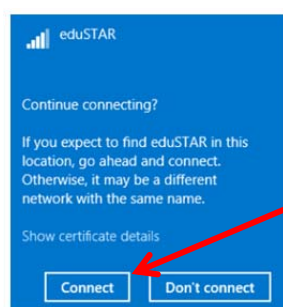 eduSTAR
Continue connecting?
If you expect to find eduSTAR in this
location, go ahead and connect.
Otherwise, it may be a different
network with the same name.
Show certificate details
Connect
Don't connect